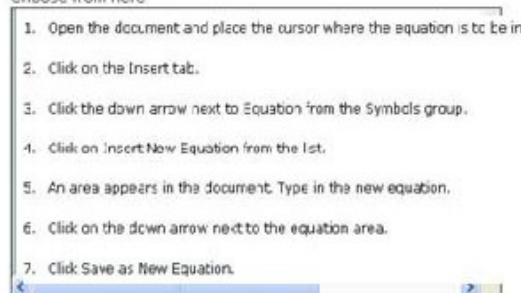 Choose from here
1. Open the document and place the cursor where the equation is to be in
2. Click on the Insert tab.
3. Click the down arrow next to Equation from the Symbols group.
4. Click on Insert New Equation from the list.
5. An area appears in the document. Type in the new equation.
6. Click on the down arrow next to the equation area.
7. Click Save as New Equation.